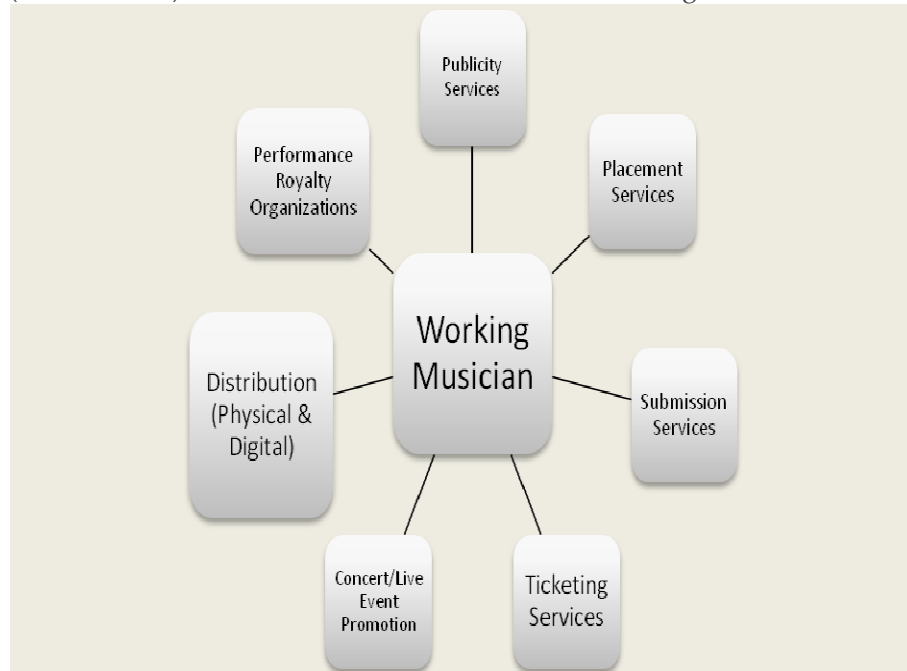 Publicity
Services
Performance
Royalty
Organizations
Placement
Services
Working
Musician
Distribution
(Physical &
Digital)
Submission
Services
Concert/Live
Event
Promotion
Ticketing
Services